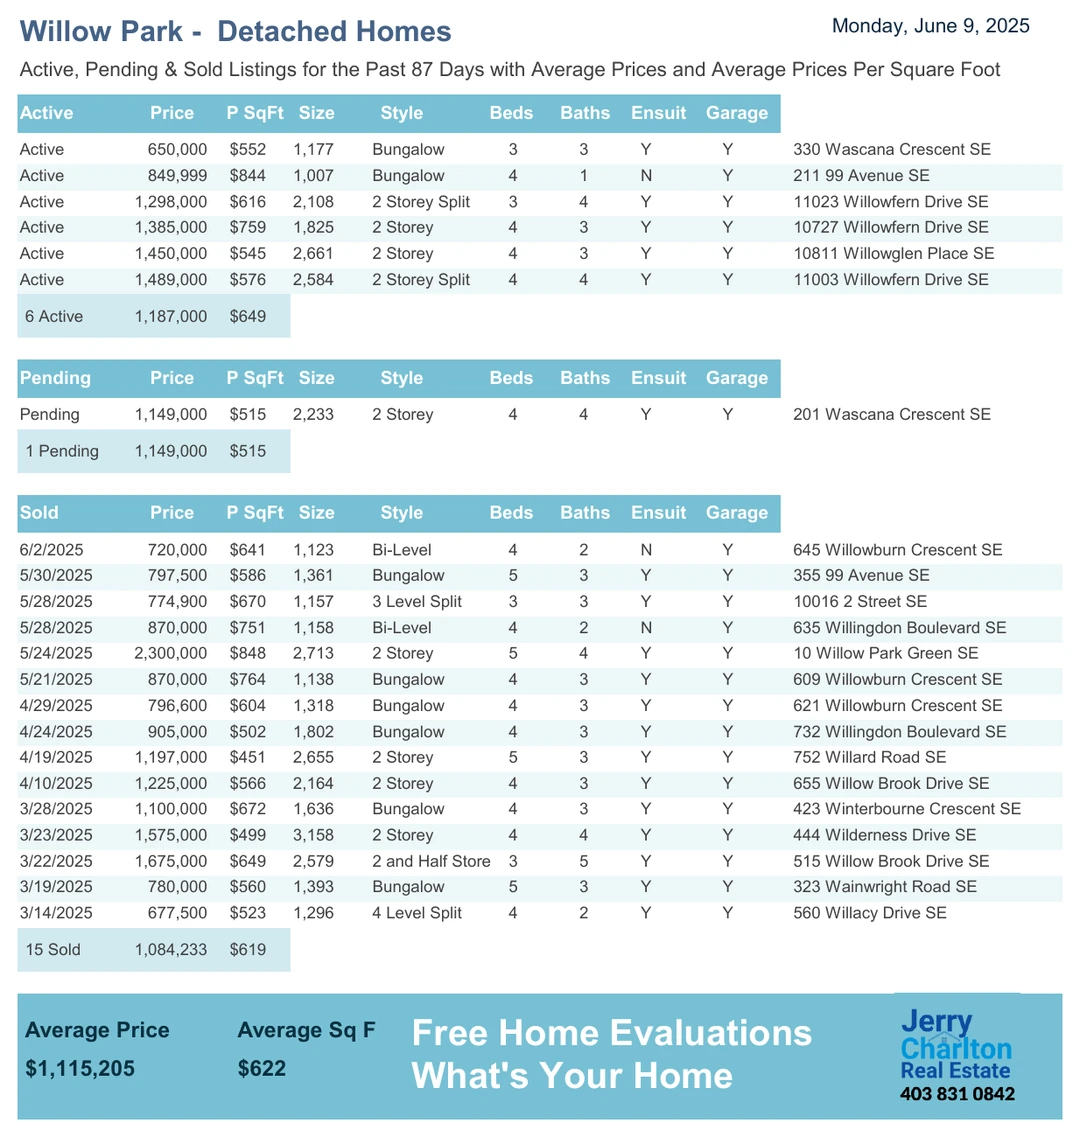 Willow Park - Detached Homes
Monday, June 9, 2025
Active, Pending & Sold Listings for the Past 87 Days with Average Prices and Average Prices Per Square Foot
Active Price P SqFt Size Style Beds Baths Ensuit Garage
Active 650,000 $552 1,177 Bungalow 3 3 Y Y 330 Wascana Crescent SE
Active 849,999 $844 1,007 Bungalow 4 1 N Y 211 99 Avenue SE
Active 1,298,000 $616 2,108 2 Storey Split 3 4 Y Y 11023 Willowfern Drive SE
Active 1,385,000 $759 1,825 2 Storey 4 3 Y Y 10727 Willowfern Drive SE
Active 1,450,000 $545 2,661 2 Storey 4 3 Y Y 10811 Willowglen Place SE
Active 1,489,000 $576 2,584 2 Storey Split 4 4 Y Y 11003 Willowfern Drive SE
6 Active 1,187,000 $649
Pending Price P SqFt Size Style Beds Baths Ensuit Garage
Pending 1,149,000 $515 2,233 2 Storey 4 4 Y Y 201 Wascana Crescent SE
1 Pending 1,149,000 $515
Sold Price P SqFt Size Style Beds Baths Ensuit Garage
6/2/2025 720,000 $641 1,123 Bi-Level 4 2 N Y 645 Willowburn Crescent SE
5/30/2025 797,500 $586 1,361 Bungalow 5 3 Y Y 355 99 Avenue SE
5/28/2025 774,900 $670 1,157 3 Level Split 3 3 Y Y 10016 2 Street SE
5/28/2025 870,000 $751 1,158 Bi-Level 4 2 N Y 635 Willingdon Boulevard SE
5/24/2025 2,300,000 $848 2,713 2 Storey 5 4 Y Y 10 Willow Park Green SE
5/21/2025 870,000 $764 1,138 Bungalow 4 3 Y Y 609 Willowburn Crescent SE
4/29/2025 796,600 $604 1,318 Bungalow 4 3 Y Y 621 Willowburn Crescent SE
4/24/2025 905,000 $502 1,802 Bungalow 4 3 Y Y 732 Willingdon Boulevard SE
4/19/2025 1,197,000 $451 2,655 2 Storey 5 3 Y Y 752 Willard Road SE
4/10/2025 1,225,000 $566 2,164 2 Storey 4 3 Y Y 655 Willow Brook Drive SE
3/28/2025 1,100,000 $672 1,636 Bungalow 4 3 Y Y 423 Winterbourne Crescent SE
3/23/2025 1,575,000 $499 3,158 2 Storey 4 4 Y Y 444 Wilderness Drive SE
3/22/2025 1,675,000 $649 2,579 2 and Half Store 3 5 Y Y 515 Willow Brook Drive SE
3/19/2025 780,000 $560 1,393 Bungalow 5 3 Y Y 323 Wainwright Road SE
3/14/2025 677,500 $523 1,296 4 Level Split 4 2 Y Y 560 Willacy Drive SE
15 Sold 1,084,233 $619
Average Price Average Sq F
$1,115,205 $622
Free Home Evaluations
What's Your Home
Jerry
Charlton
Real Estate
403 831 0842